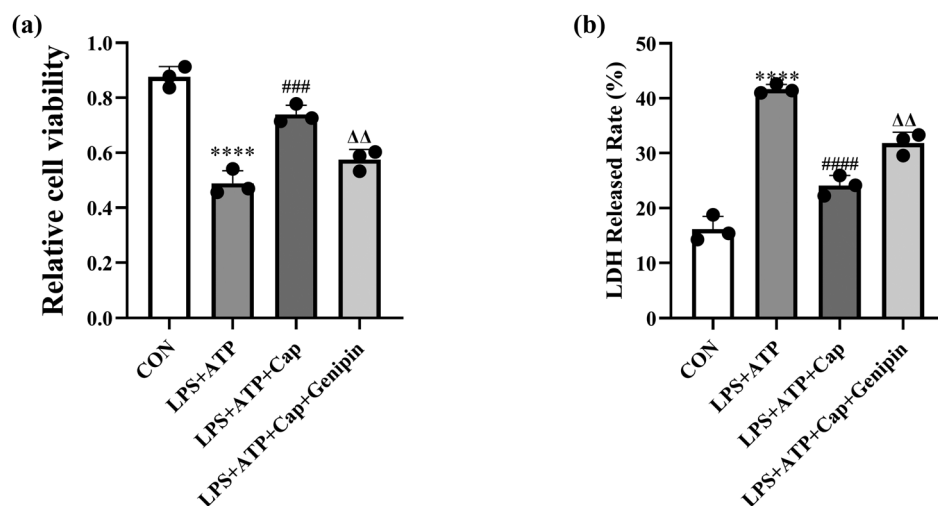 (a)
Relative cell viability
1.0
0.8
0.6
0.4
0.2
0.0
****
###
ΔΔ
CON
LPS+ATP
LPS+ATP+Cap
LPS+ATP+Cap+Genipin
(b)
LDH Released Rate (%)
50
40
30
20
10
0
****
####
ΔΔ
CON
LPS+ATP
LPS+ATP+Cap
LPS+ATP+Cap+Genipin